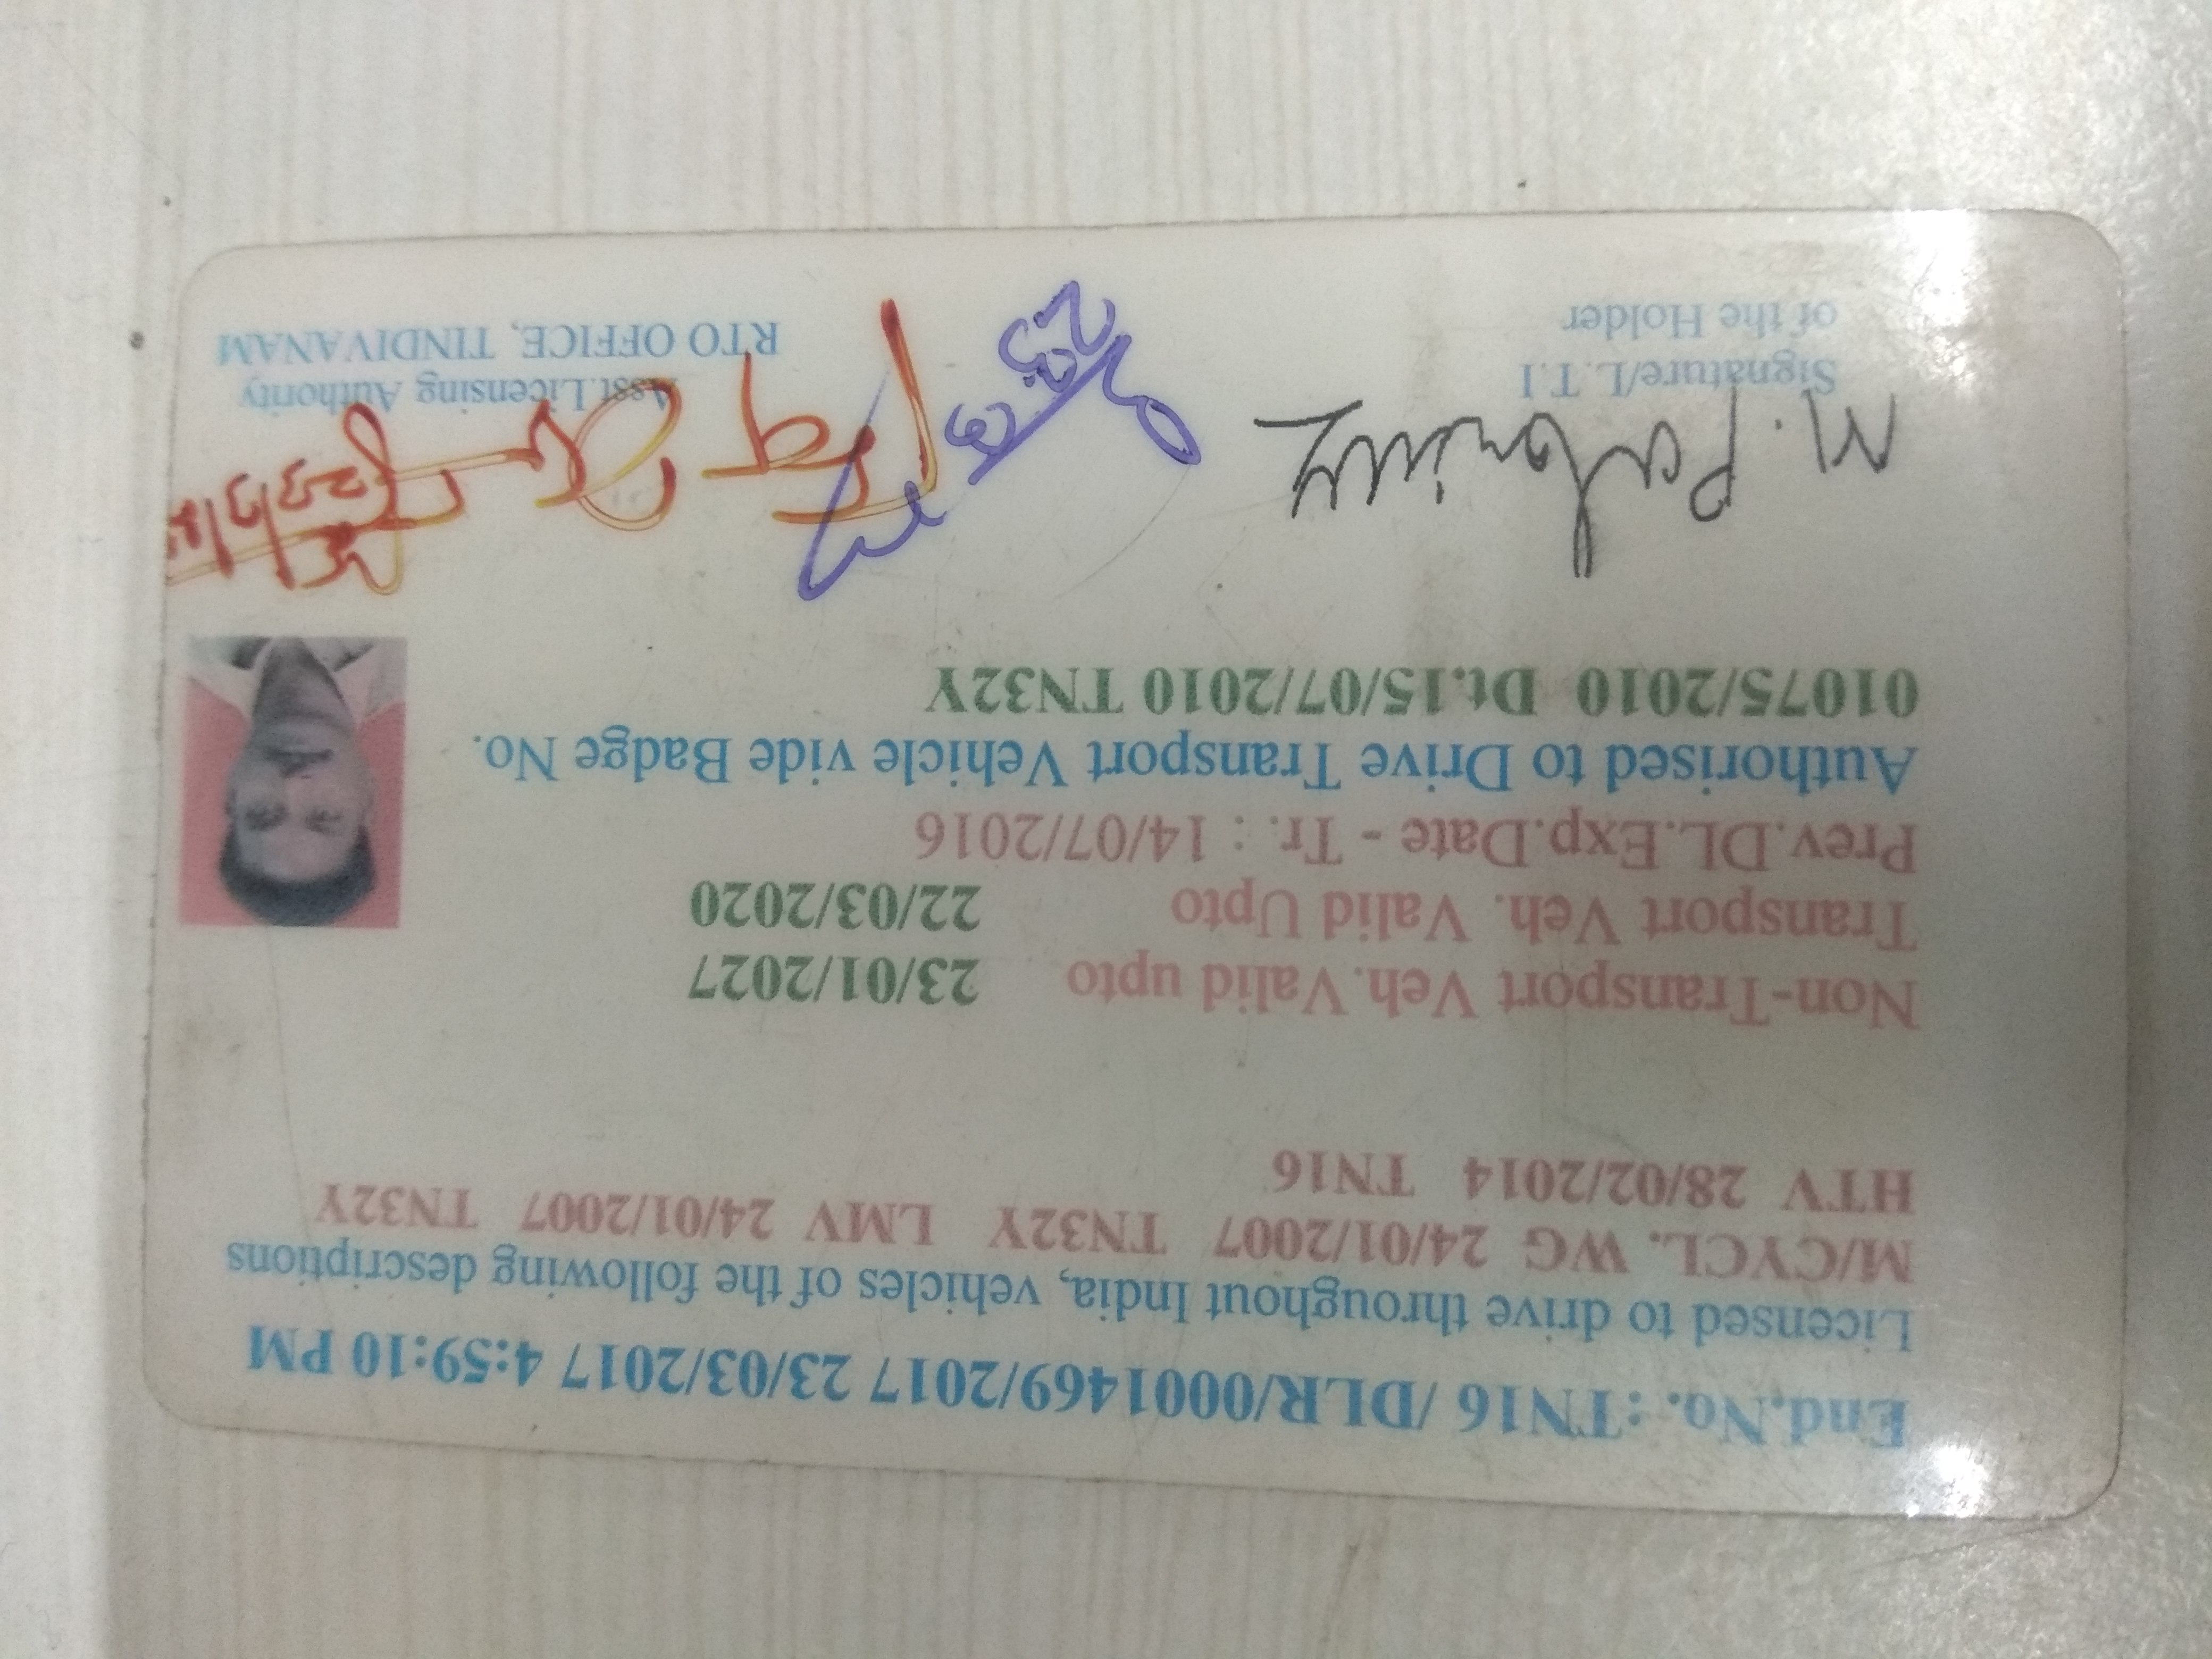 End.No. : TN16 /DLR/0001469/2017 23/03/2017 4:59:10 PM
Licensed to drive throughout India, vehicles of the following descriptions
M/CYCL. WG 24/01/2007 TN32Y LMV 24/01/2007 TN32Y
HTV 28/02/2014 TN16
Non-Transport Veh.Valid upto 23/01/2027
Transport Veh. Valid Upto 22/03/2020
Prev.DL.Exp.Date - Tr. : 14/07/2016
Authorised to Drive Transport Vehicle vide Badge No.
01075/2010 Dt.15/07/2010 TN32Y
M.
Signature/L.T.I
of the Holder
Asst.Licensing Authority
RTO OFFICE, TINDIVANAM